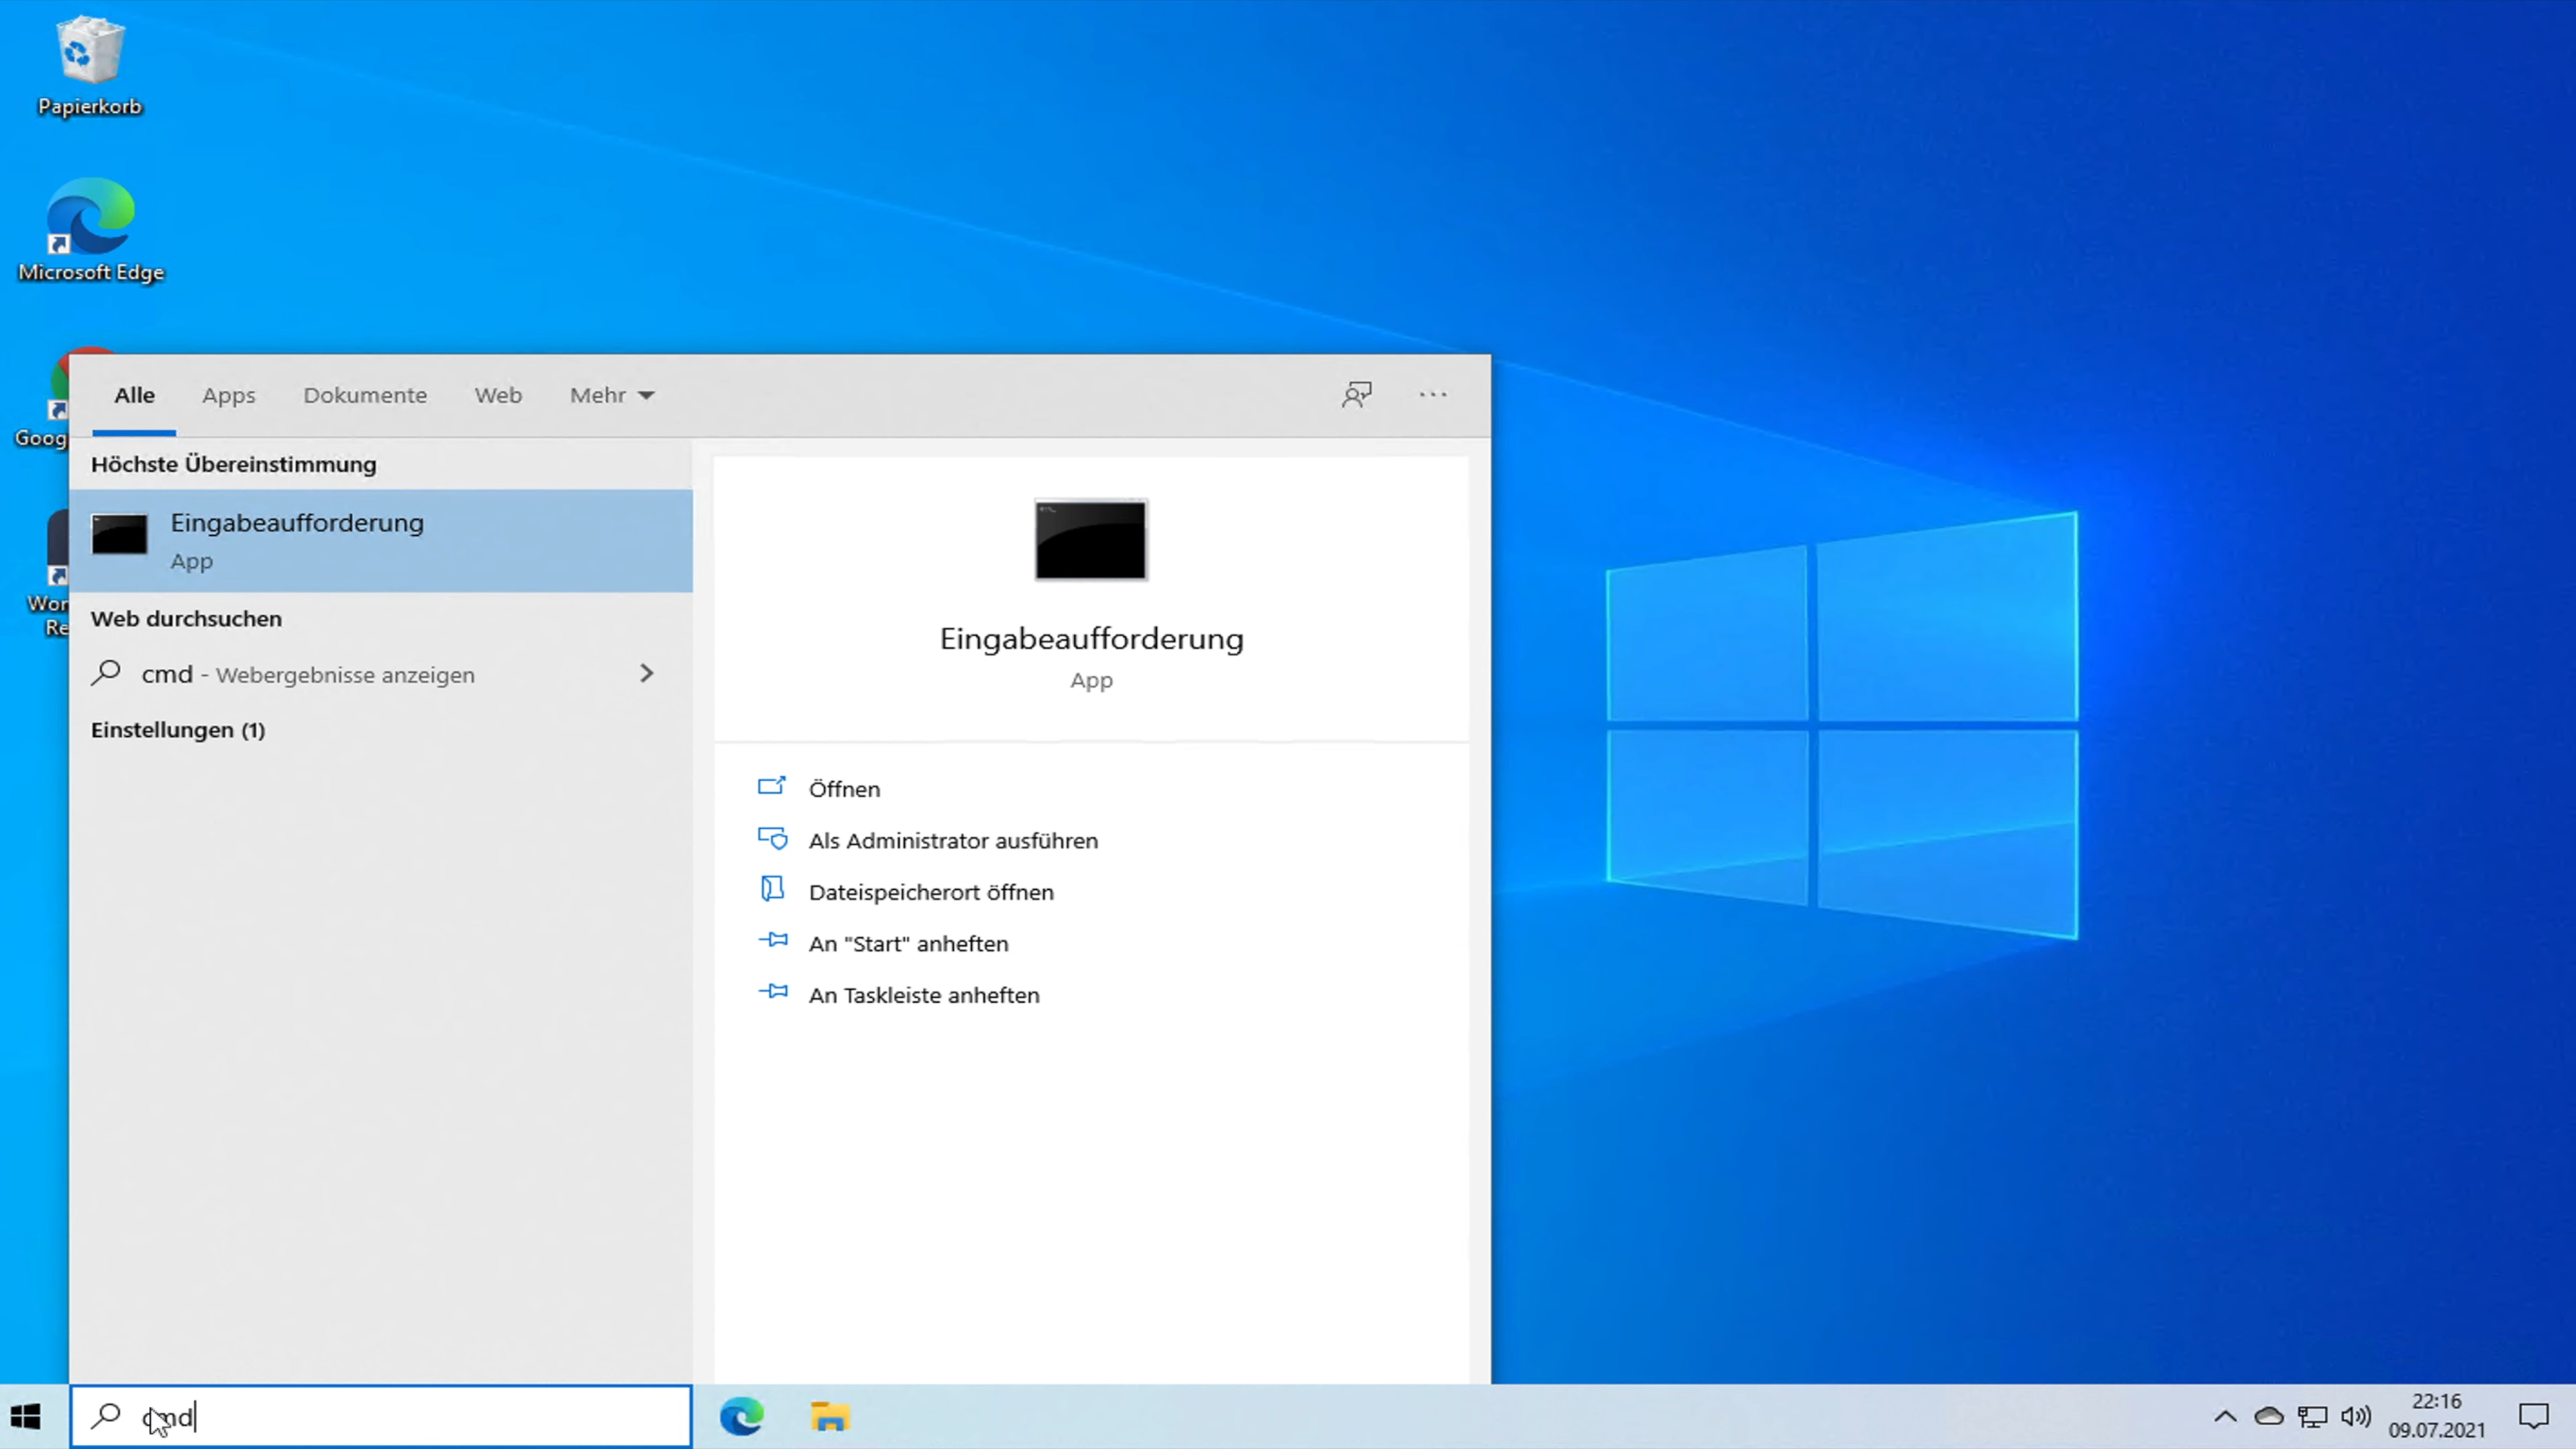 Papierkorb
Microsoft Edge
Goog
Wor
Re
Alle Apps Dokumente Web Mehr
Höchste Übereinstimmung
Eingabeaufforderung
App
Web durchsuchen
cmd - Webergebnisse anzeigen
Einstellungen (1)
Eingabeaufforderung
App
Öffnen
Als Administrator ausführen
Dateispeicherort öffnen
An "Start" anheften
An Taskleiste anheften
cmd
22:16
09.07.2021